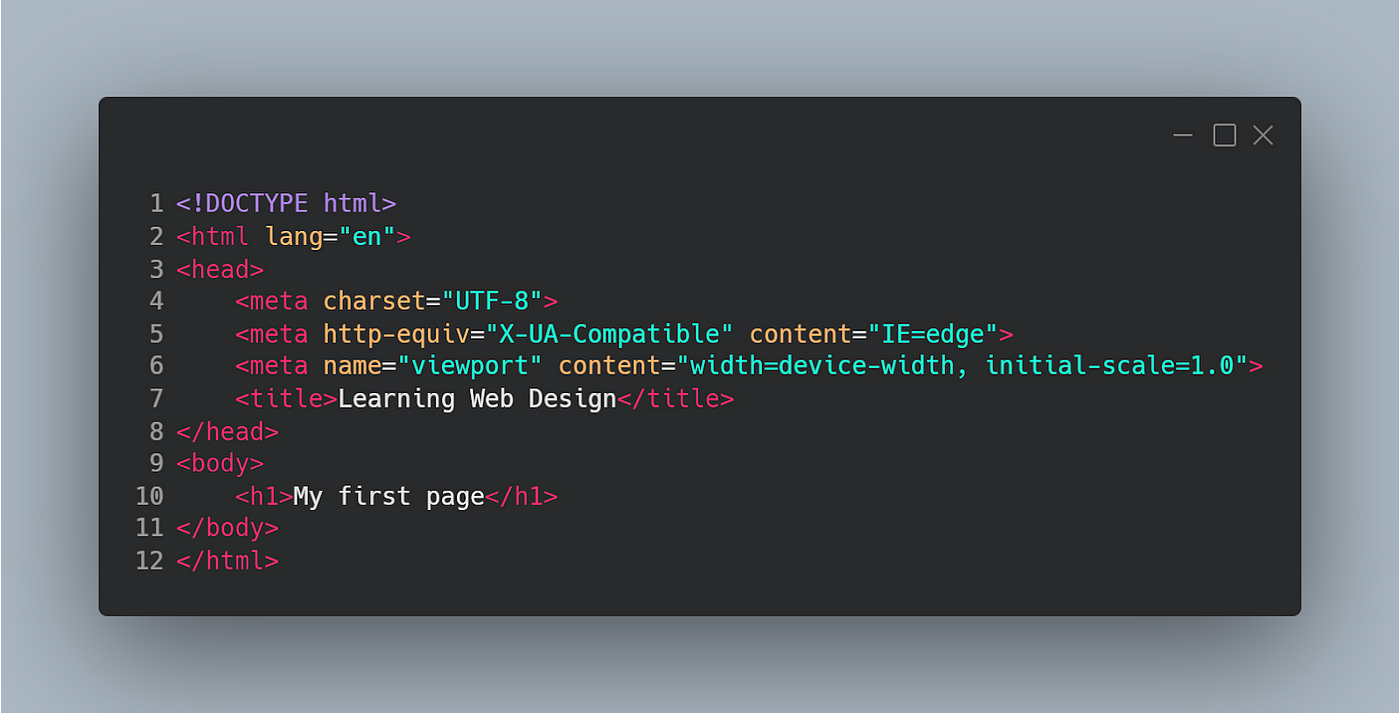 1 <!DOCTYPE html>
2 <html lang="en">
3 <head>
4     <meta charset="UTF-8">
5     <meta http-equiv="X-UA-Compatible" content="IE=edge">
6     <meta name="viewport" content="width=device-width, initial-scale=1.0">
7     <title>Learning Web Design</title>
8 </head>
9 <body>
10     <h1>My first page</h1>
11 </body>
12 </html>